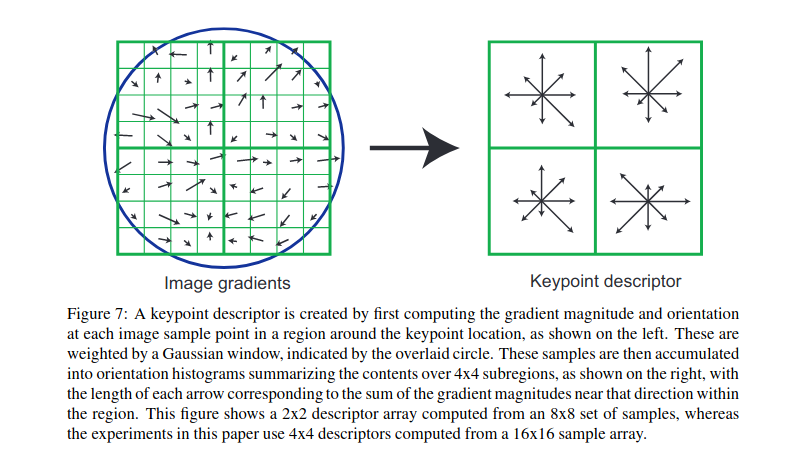 Image gradients
Keypoint descriptor
Figure 7: A keypoint descriptor is created by first computing the gradient magnitude and orientation
at each image sample point in a region around the keypoint location, as shown on the left. These are
weighted by a Gaussian window, indicated by the overlaid circle. These samples are then accumulated
into orientation histograms summarizing the contents over 4x4 subregions, as shown on the right, with
the length of each arrow corresponding to the sum of the gradient magnitudes near that direction within
the region. This figure shows a 2x2 descriptor array computed from an 8x8 set of samples, whereas
the experiments in this paper use 4x4 descriptors computed from a 16x16 sample array.